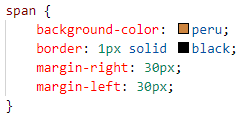 span {
    background-color: peru;
    border: 1px solid black;
    margin-right: 30px;
    margin-left: 30px;
}